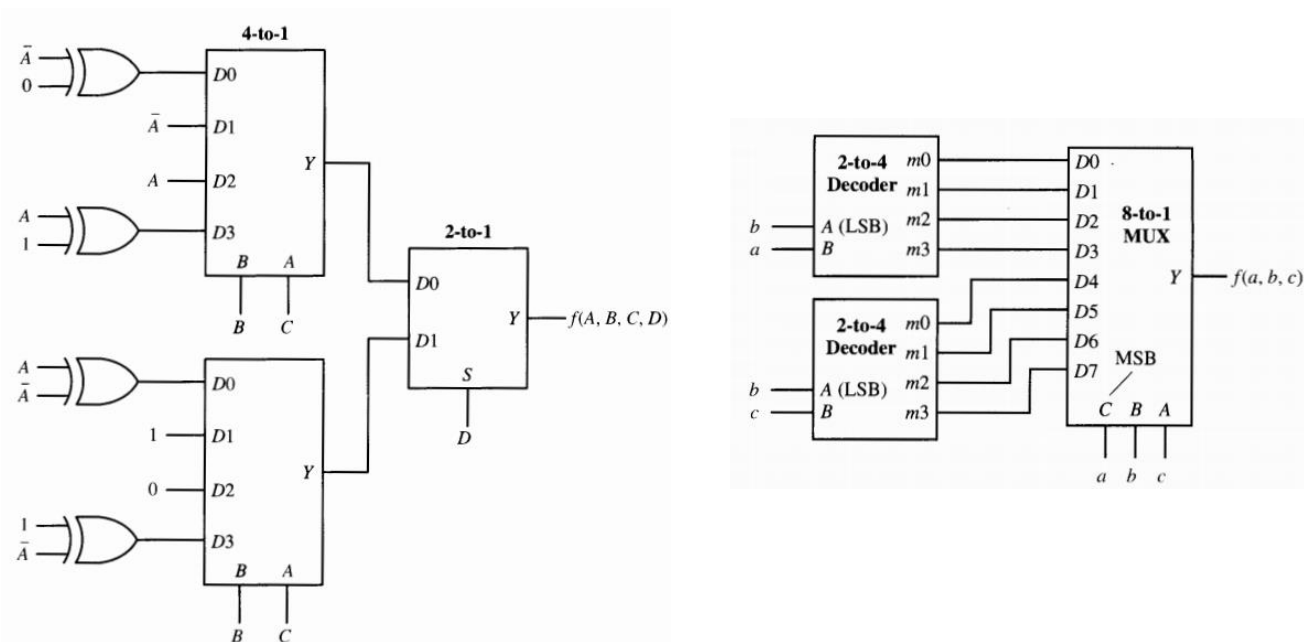 4-to-1
Ā
0
D0
Ā
D1
Y
A
D2
A
1
D3
B A
B C
2-to-1
D0
Y
f(A, B, C, D)
D1
S
D
A
Ā
D0
1
D1
Y
0
D2
1
Ā
D3
B A
B C
2-to-4
Decoder
m0
m1
m2
m3
b
A (LSB)
a
B
2-to-4
Decoder
m0
m1
m2
m3
b
A (LSB)
c
B
D0
D1
D2
D3
D4
D5
D6
D7
8-to-1
MUX
Y
f(a, b, c)
MSB
C B A
a b c